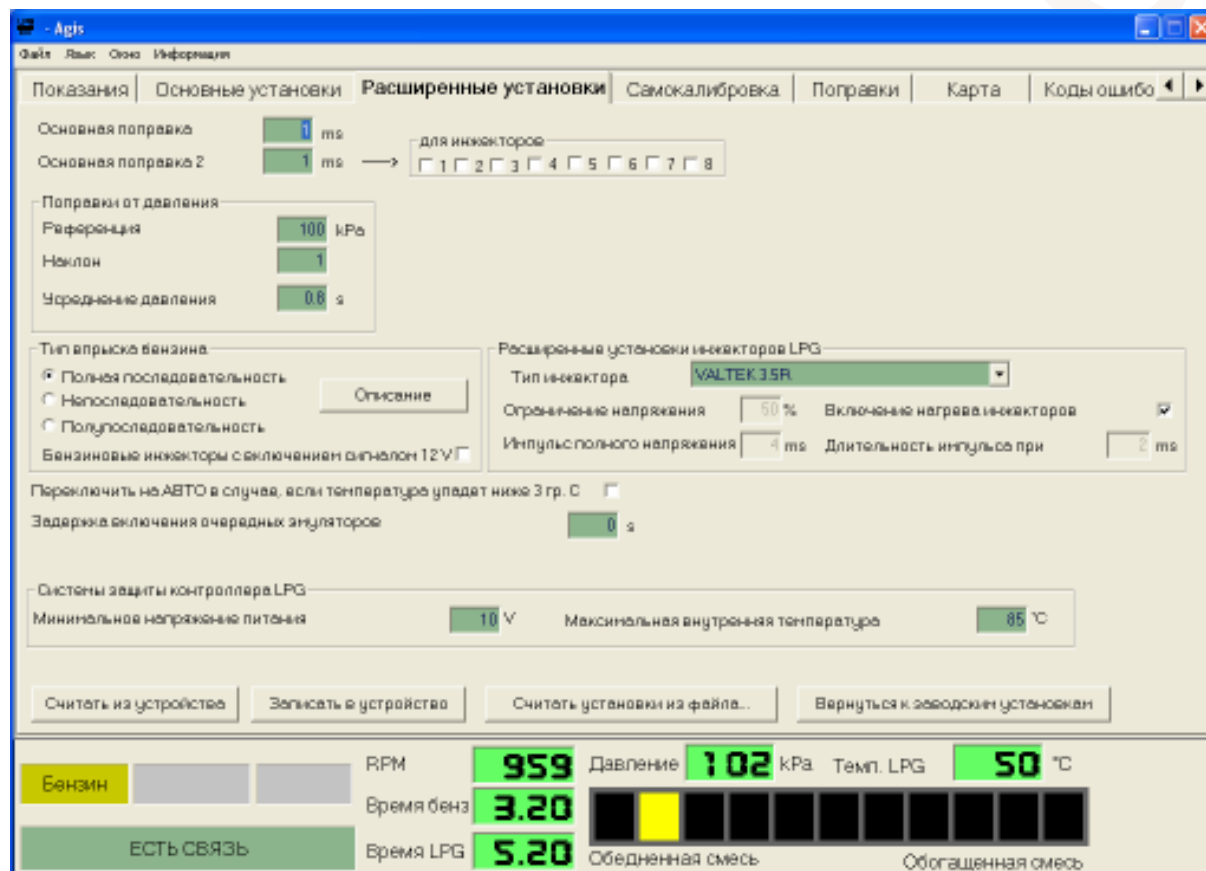 - Agis
Файл Язык Окно Информация
Показания Основные установки Расширенные установки Самокалибровка Поправки Карта Коды ошибо
Основная поправка 1 ms
Основная поправка 2 1 ms
для инжекторов
1 2 3 4 5 6 7 8
Поправки от давления
Референция 100 kPa
Наклон 1
Усреднение давления s
Тип впрыска бензина
Полная последовательность
Непоследовательность
Полупоследовательность
Описание
Бензиновые инжекторы с включением сигналом 12V
Расширенные установки инжекторов LPG
Тип инжектора VALTEK 3.5R
Ограничение напряжения 50 % Включение нагрева инжекторов
Импульс полного напряжения 4 ms Длительность импульса при 2 ms
Переключить на АВТО в случае, если температура упадет ниже 3 гр. С
Задержка включения очередных эмуляторов 0 s
Системы защиты контроллера LPG
Минимальное напряжение питания 10 V Максимальная внутренняя температура 85 °C
Считать из устройства Записать в устройство Считать установки из файла... Вернуться к заводским установкам
Бензин
ЕСТЬ СВЯЗЬ
RPM 959
Время бенз 3.20
Время LPG 5.20
Давление 102 kPa Темп. LPG 50 °C
Обедненная смесь Обогащенная смесь